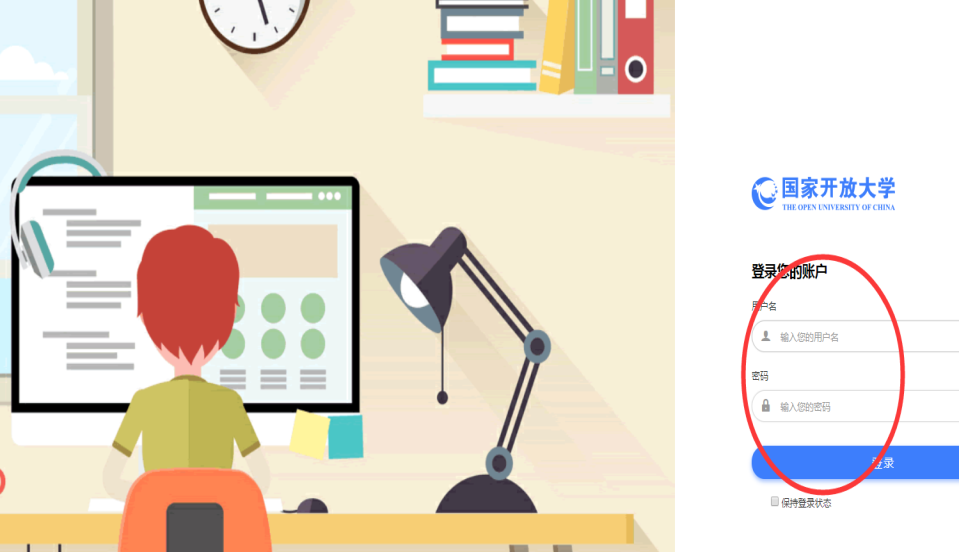 国家开放大学
THE OPEN UNIVERSITY OF CHINA
登录您的账户
用户名
输入您的用户名
密码
输入您的密码
登录
保持登录状态